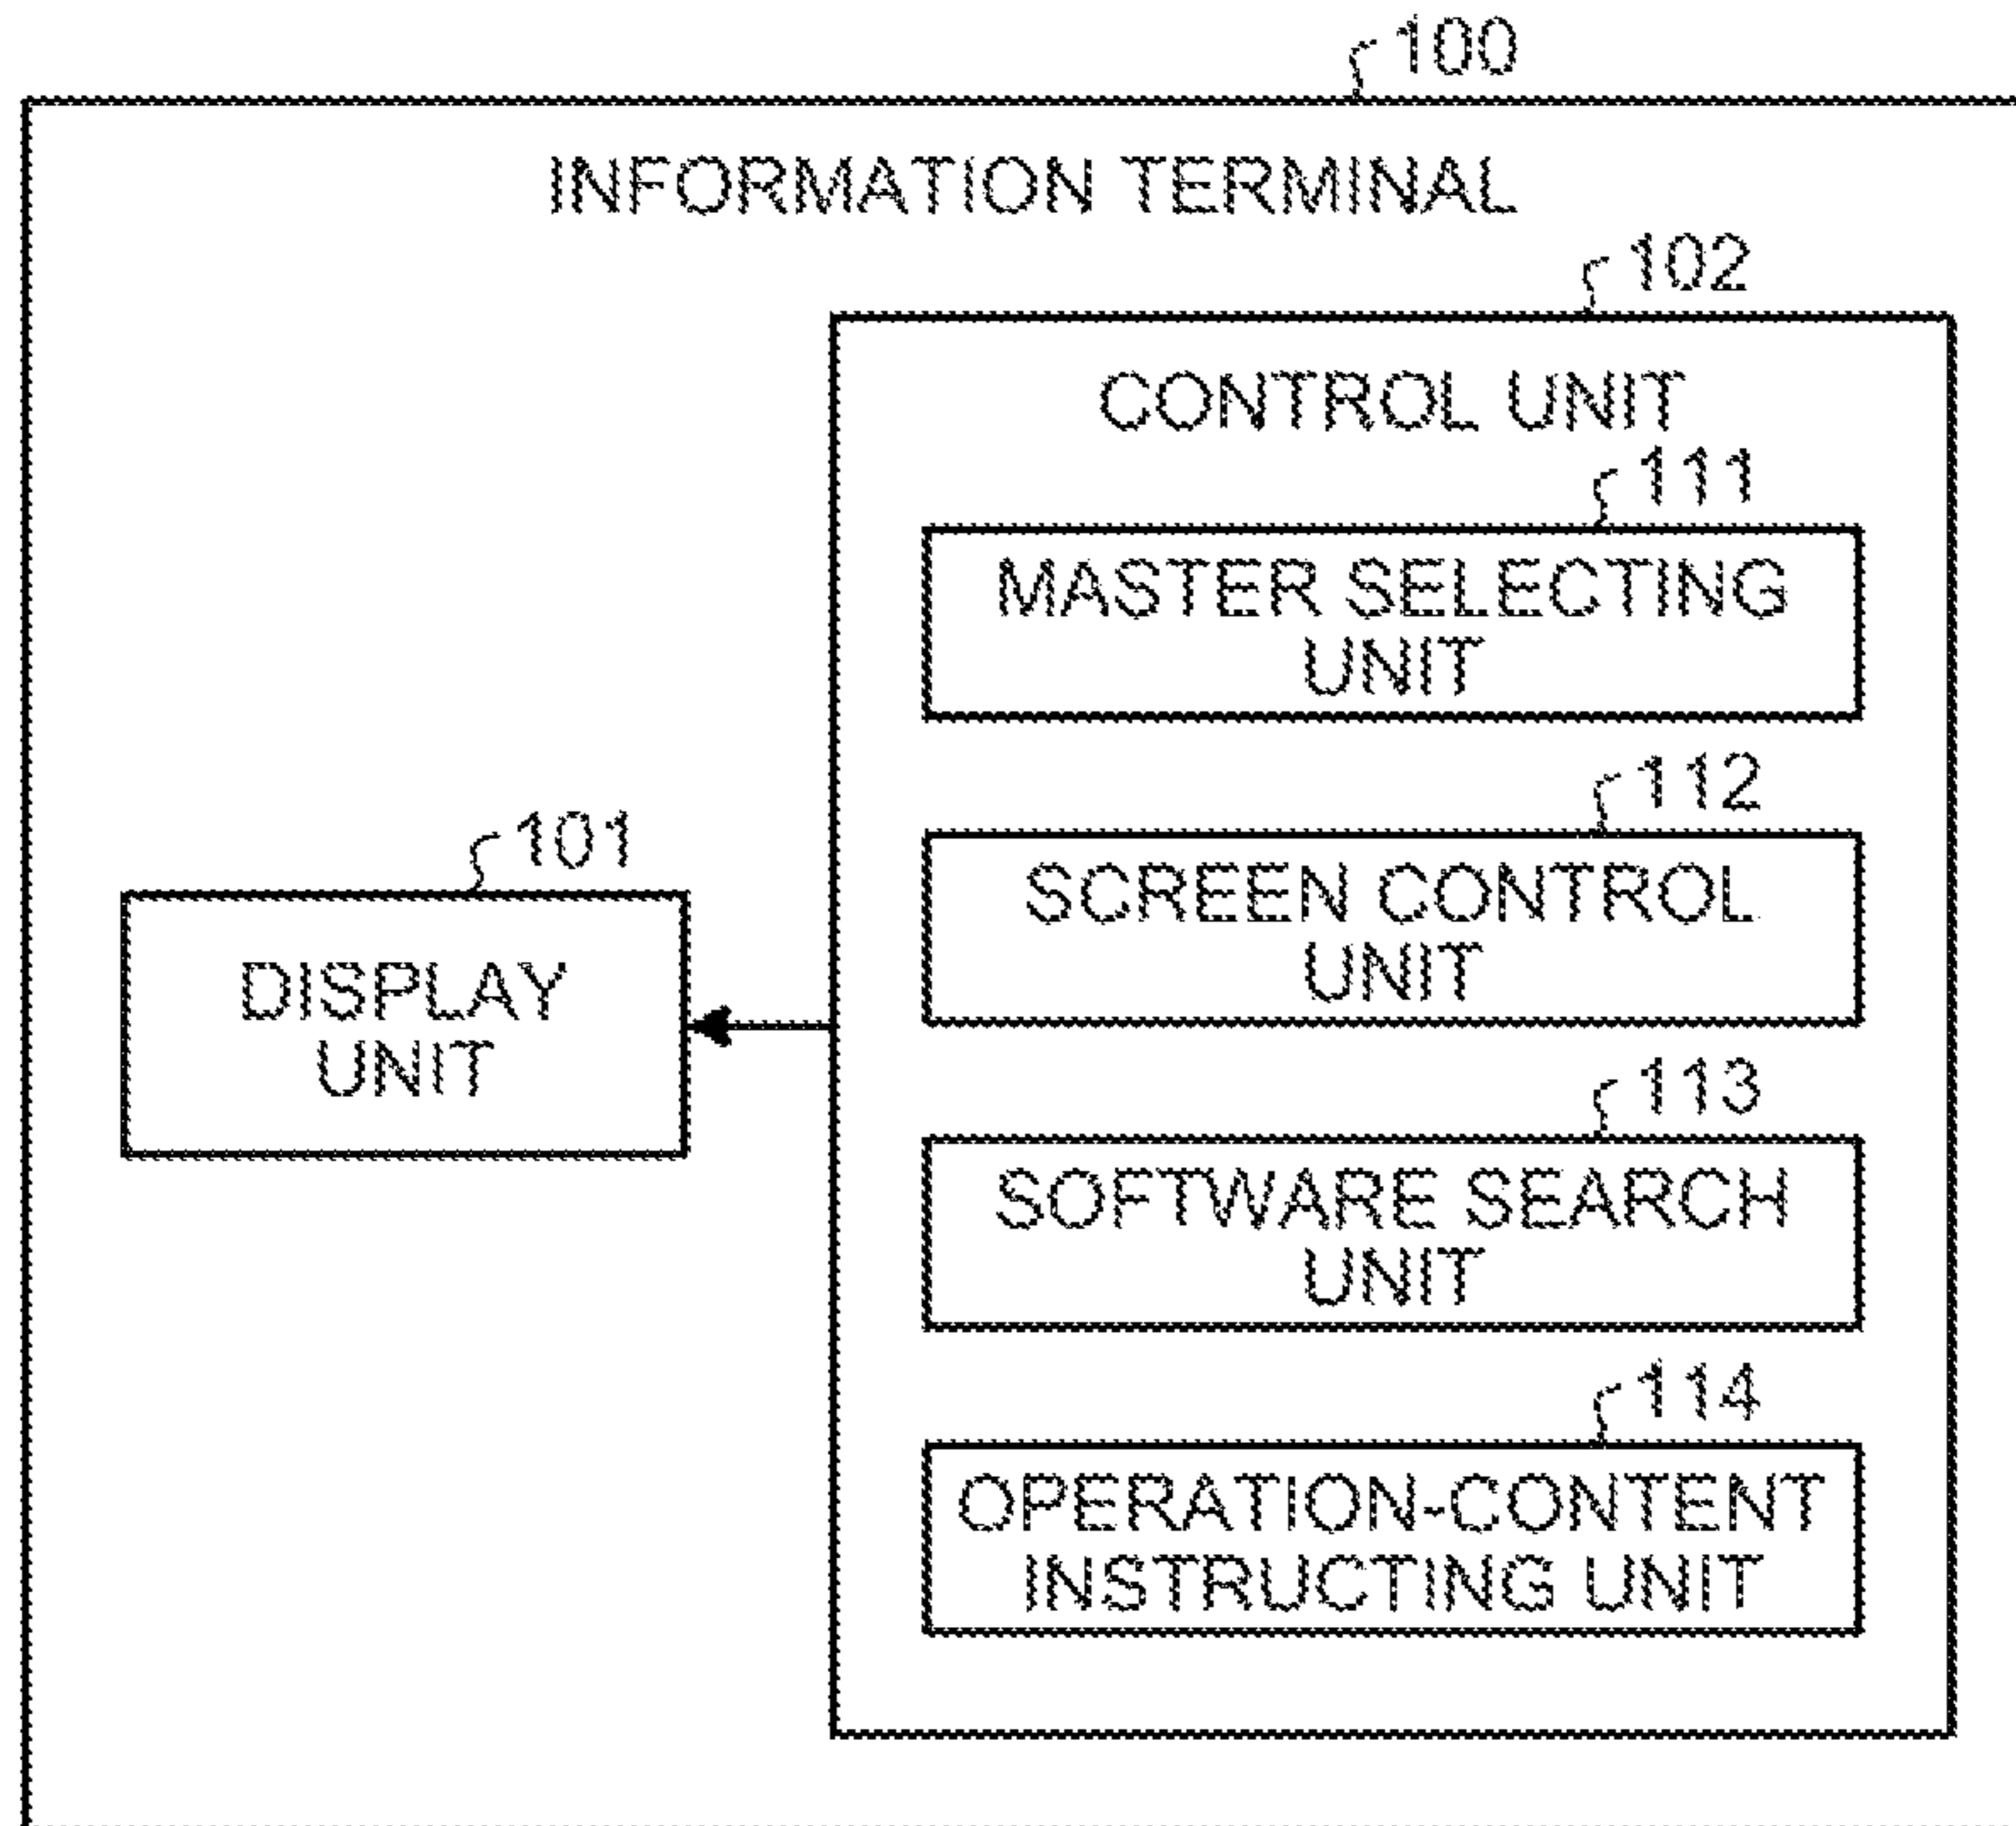 100
INFORMATION TERMINAL
102
CONTROL UNIT
111
MASTER SELECTING
UNIT
112
SCREEN CONTROL
UNIT
101
DISPLAY
UNIT
113
SOFTWARE SEARCH
UNIT
114
OPERATION-CONTENT
INSTRUCTING UNIT